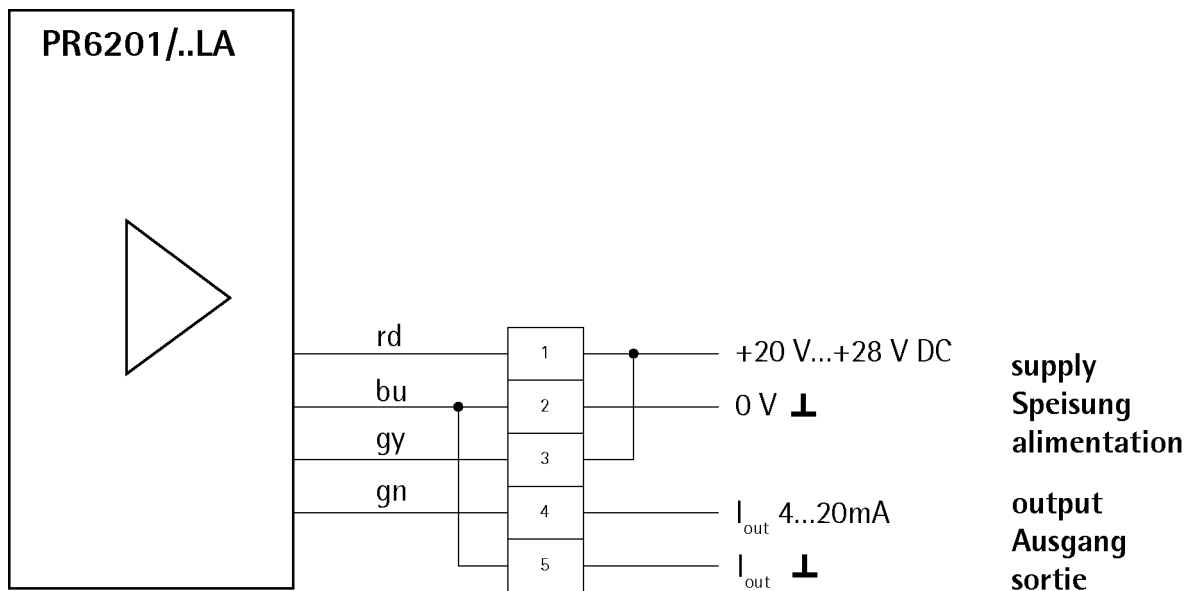 PR6201/..LA
rd 1 +20 V...+28 V DC
bu 2 0 V ⊥
gy 3
gn 4 Iout 4...20mA
5 Iout ⊥
supply
Speisung
alimentation
output
Ausgang
sortie